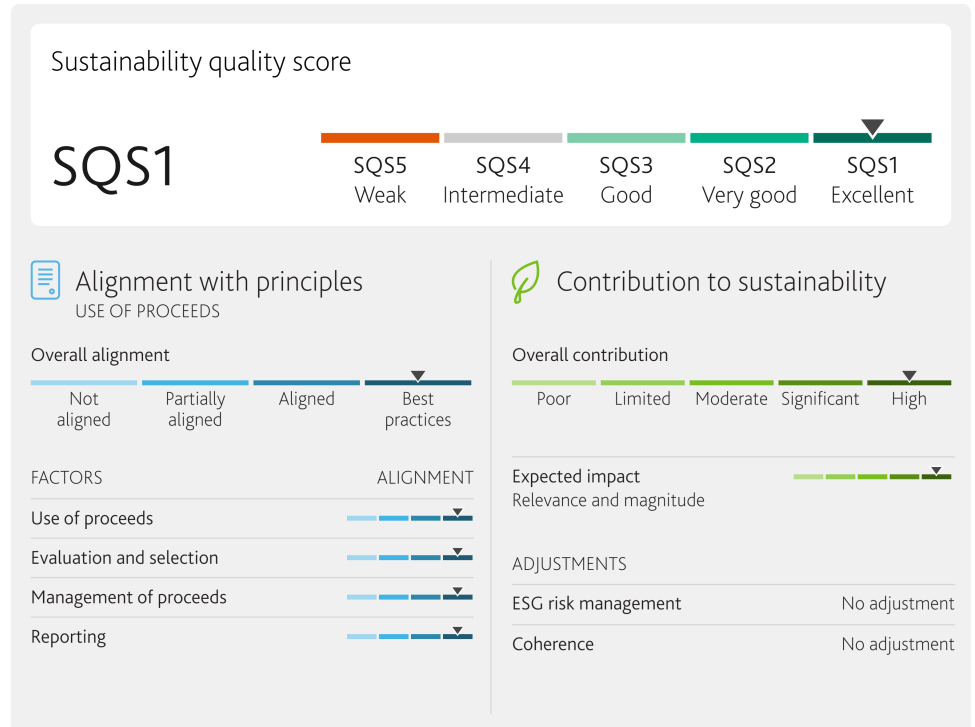 Sustainability quality score
SQS1
SQS5 SQS4 SQS3 SQS2 SQS1
Weak Intermediate Good Very good Excellent
Alignment with principles
USE OF PROCEEDS
Overall alignment
Not aligned
Partially aligned
Aligned
Best practices
FACTORS ALIGNMENT
Use of proceeds
Evaluation and selection
Management of proceeds
Reporting
Contribution to sustainability
Overall contribution
Poor Limited Moderate Significant High
Expected impact
Relevance and magnitude
ADJUSTMENTS
ESG risk management No adjustment
Coherence No adjustment